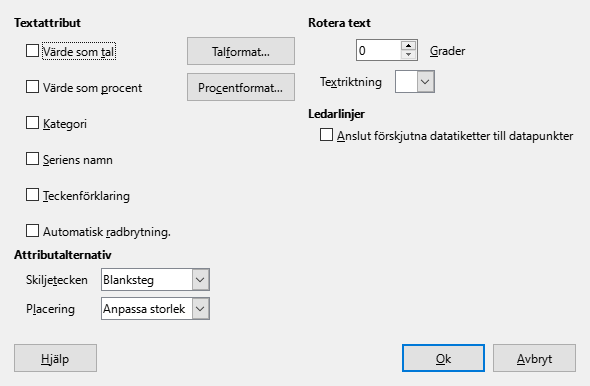 Textattribut
Värde som tal
Talformat...
Värde som procent
Procentformat...
Kategori
Seriens namn
Teckenförklaring
Automatisk radbrytning.
Attributalternativ
Skiljetecken Blanksteg
Placering Anpassa storlek
Rotera text
0 Grader
Textriktning
Ledarlinjer
Anslut förskjutna datatiketter till datapunkter
Hjälp
Ok
Avbryt